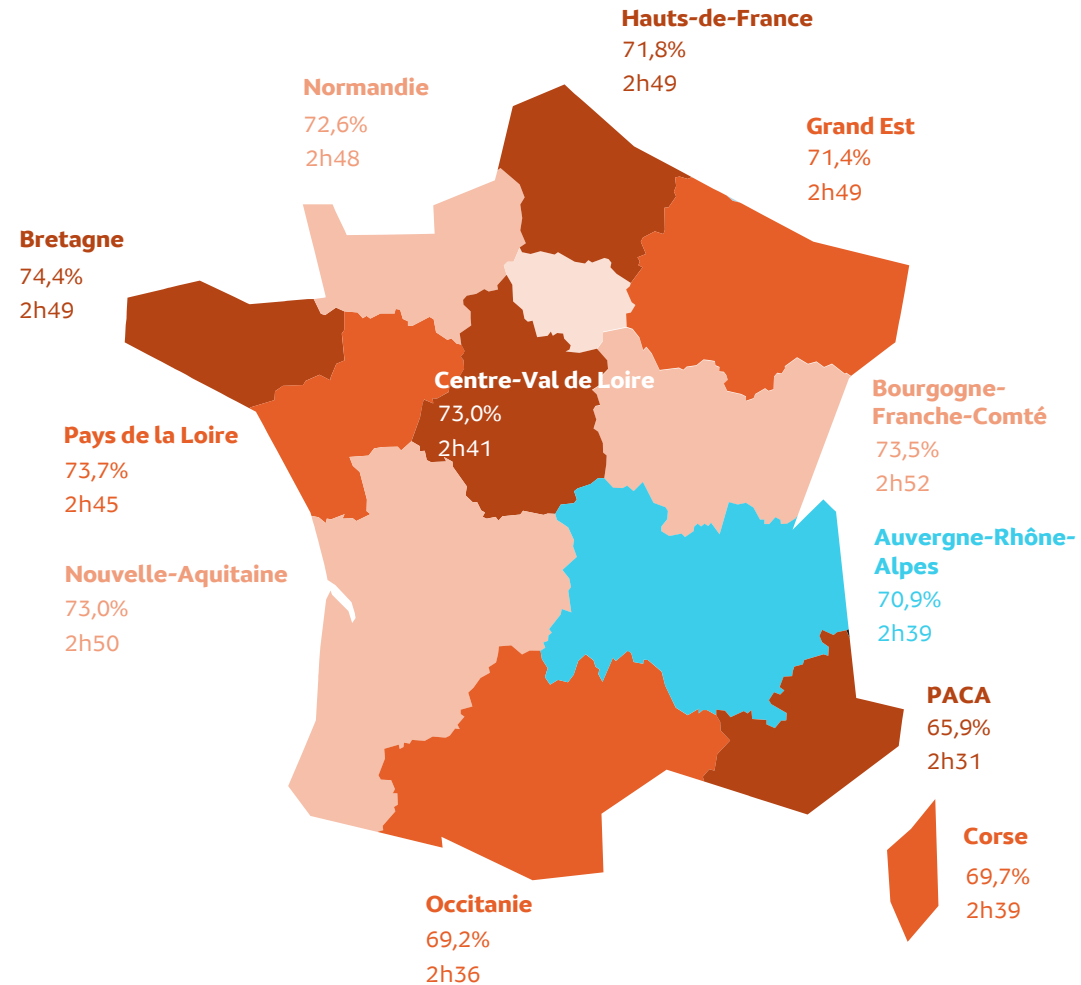 Hauts-de-France
71,8%
2h49
Normandie
72,6%
2h48
Grand Est
71,4%
2h49
Bretagne
74,4%
2h49
Centre-Val de Loire
73,0%
2h41
Bourgogne-
Franche-Comté
73,5%
2h52
Pays de la Loire
73,7%
2h45
Auvergne-Rhône-
Alpes
70,9%
2h39
Nouvelle-Aquitaine
73,0%
2h50
PACA
65,9%
2h31
Corse
69,7%
2h39
Occitanie
69,2%
2h36